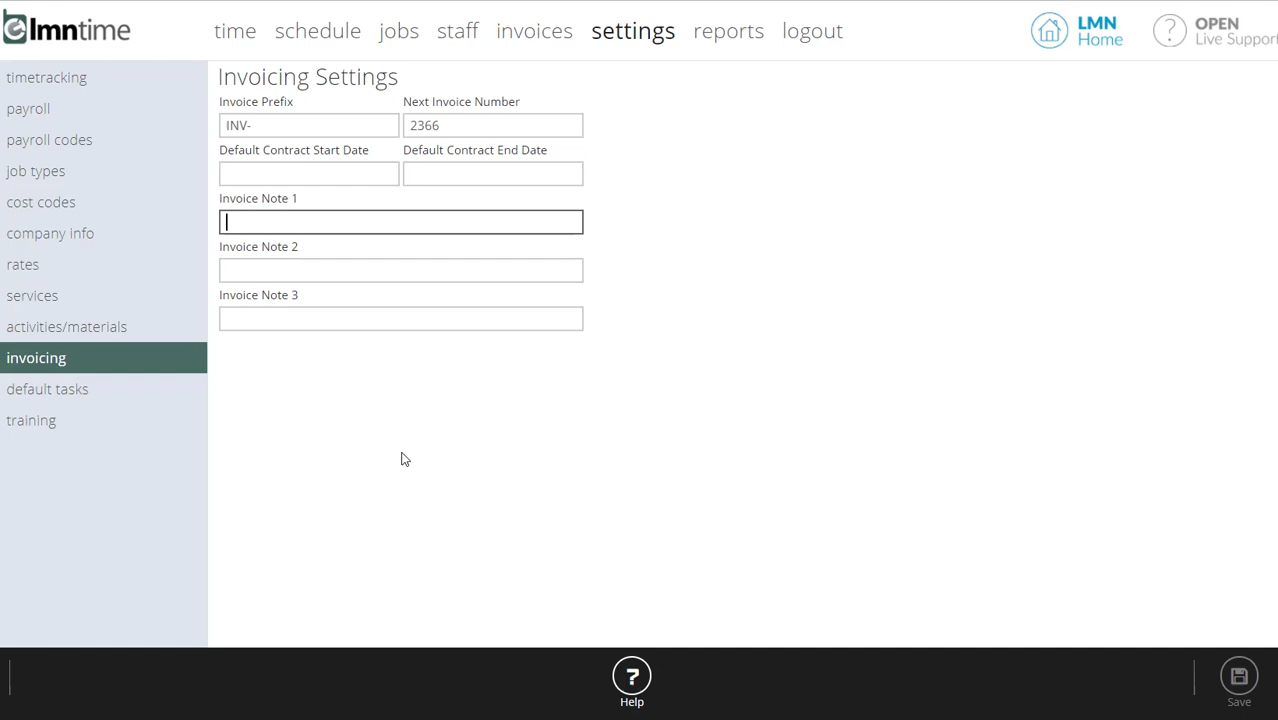 lmntime
time schedule jobs staff invoices settings reports logout
LMN
Home
?
OPEN
Live Support
timetracking
payroll
payroll codes
job types
cost codes
company info
rates
services
activities/materials
invoicing
default tasks
training
Invoicing Settings
Invoice Prefix Next Invoice Number
INV- 2366
Default Contract Start Date Default Contract End Date
Invoice Note 1
Invoice Note 2
Invoice Note 3
?
Help
Save